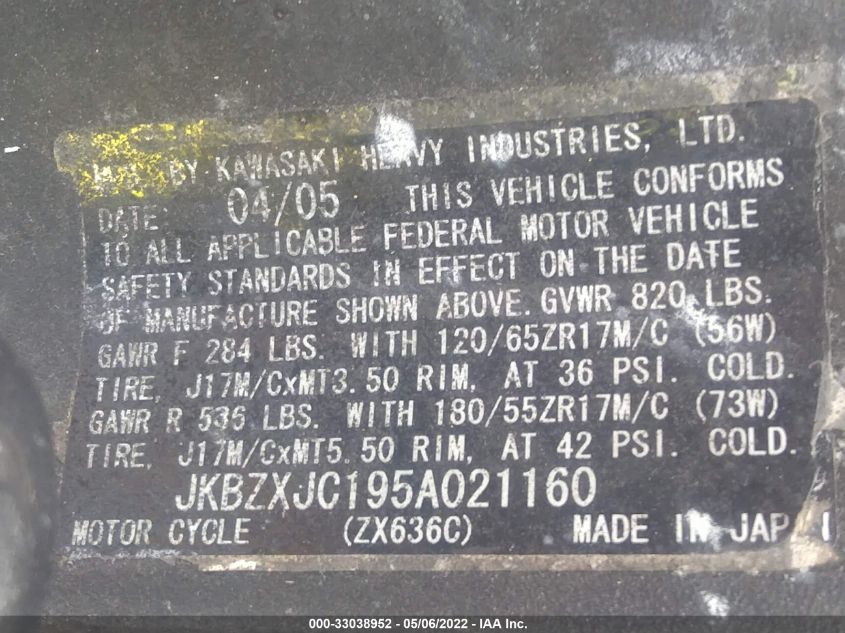 BY KAWASAKI HEAVY INDUSTRIES, LTD.
DATE: 04/05 THIS VEHICLE CONFORMS
TO ALL APPLICABLE FEDERAL MOTOR VEHICLE
SAFETY STANDARDS IN EFFECT ON THE DATE
OF MANUFACTURE SHOWN ABOVE. GVWR 820 LBS.
GAWR F 284 LBS. WITH 120/65ZR17M/C (56W)
TIRE, J17M/CxMT3.50 RIM, AT 36 PSI. COLD.
GAWR R 536 LBS. WITH 180/55ZR17M/C (73W)
TIRE, J17M/CxMT5.50 RIM, AT 42 PSI. COLD.
JKBZXJC195A021160
MOTOR CYCLE (ZX636C) MADE IN JAPAN
000-33038952 - 05/06/2022 - IAA Inc.